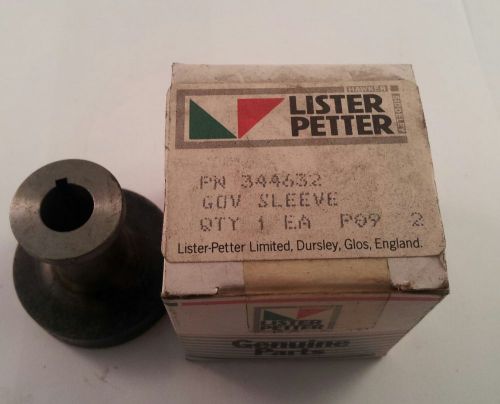 HAWKER
SIDDELEY
LISTER
PETTER
PN 344632
GOV SLEEVE
QTY 1 EA P09 2
Lister-Petter Limited, Dursley, Glos, England.
LISTER
PETTER
Genuine
Parts